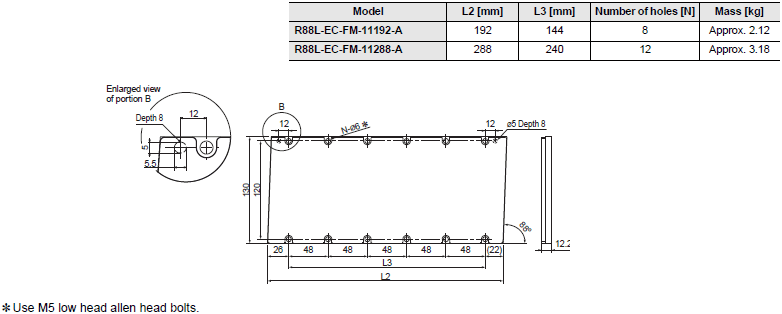 Model L2 [mm] L3 [mm] Number of holes [N] Mass [kg]
R88L-EC-FM-11192-A 192 144 8 Approx. 2.12
R88L-EC-FM-11288-A 288 240 12 Approx. 3.18
Enlarged view
of portion B
Depth 8
12
5
5.5
B
12
N-ø6 ✻
12
ø5 Depth 8
130
120
88°
26 48 48 48 48 48 (22)
12.2
L3
L2
✻ Use M5 low head allen head bolts.